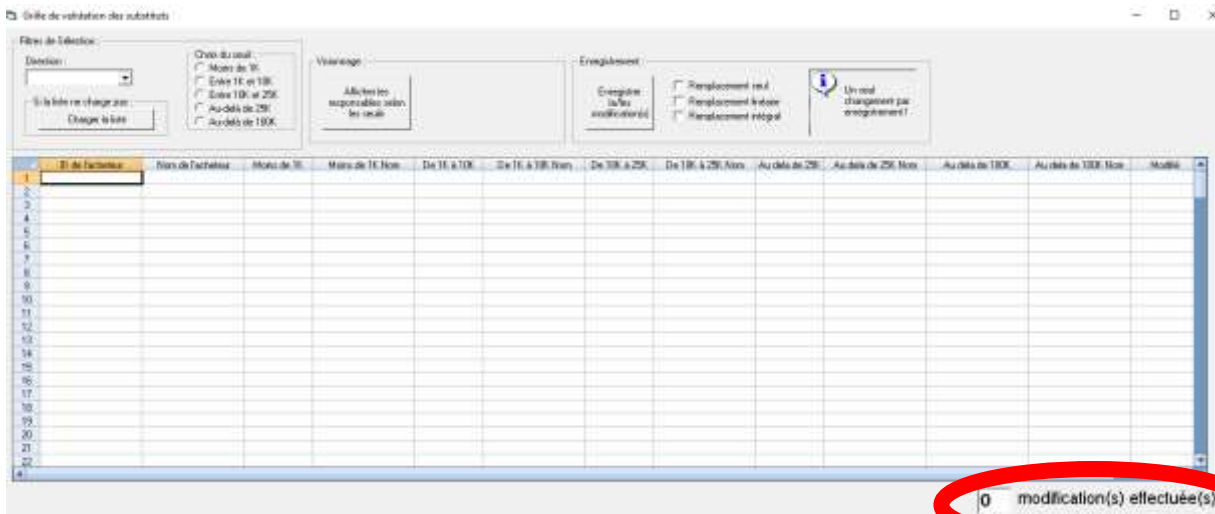 Grille de validation des substituts
Filtres de Sélection
Direction
Si la liste ne change pas
Charger la liste
Choix du seuil
Moins de 1K
Entre 1K et 10K
Entre 10K et 25K
Au-delà de 25K
Au-delà de 100K
Visionnage
Afficher les
responsables selon
les seuils
Enregistrement
Enregistrer
la/les
modification(s)
Remplacement seul
Remplacement linéaire
Remplacement intégral
Un seul
changement par
enregistrement !
ID de l'acheteur Nom de l'acheteur Moins de 1K Moins de 1K Nom De 1K à 10K De 1K à 10K Nom De 10K à 25K De 10K à 25K Nom Au delà de 25K Au delà de 25K Nom Au delà de 100K Au delà de 100K Nom Modifié
1
2
3
4
5
6
7
8
9
10
11
12
13
14
15
16
17
18
19
20
21
22
0 modification(s) effectuée(s)